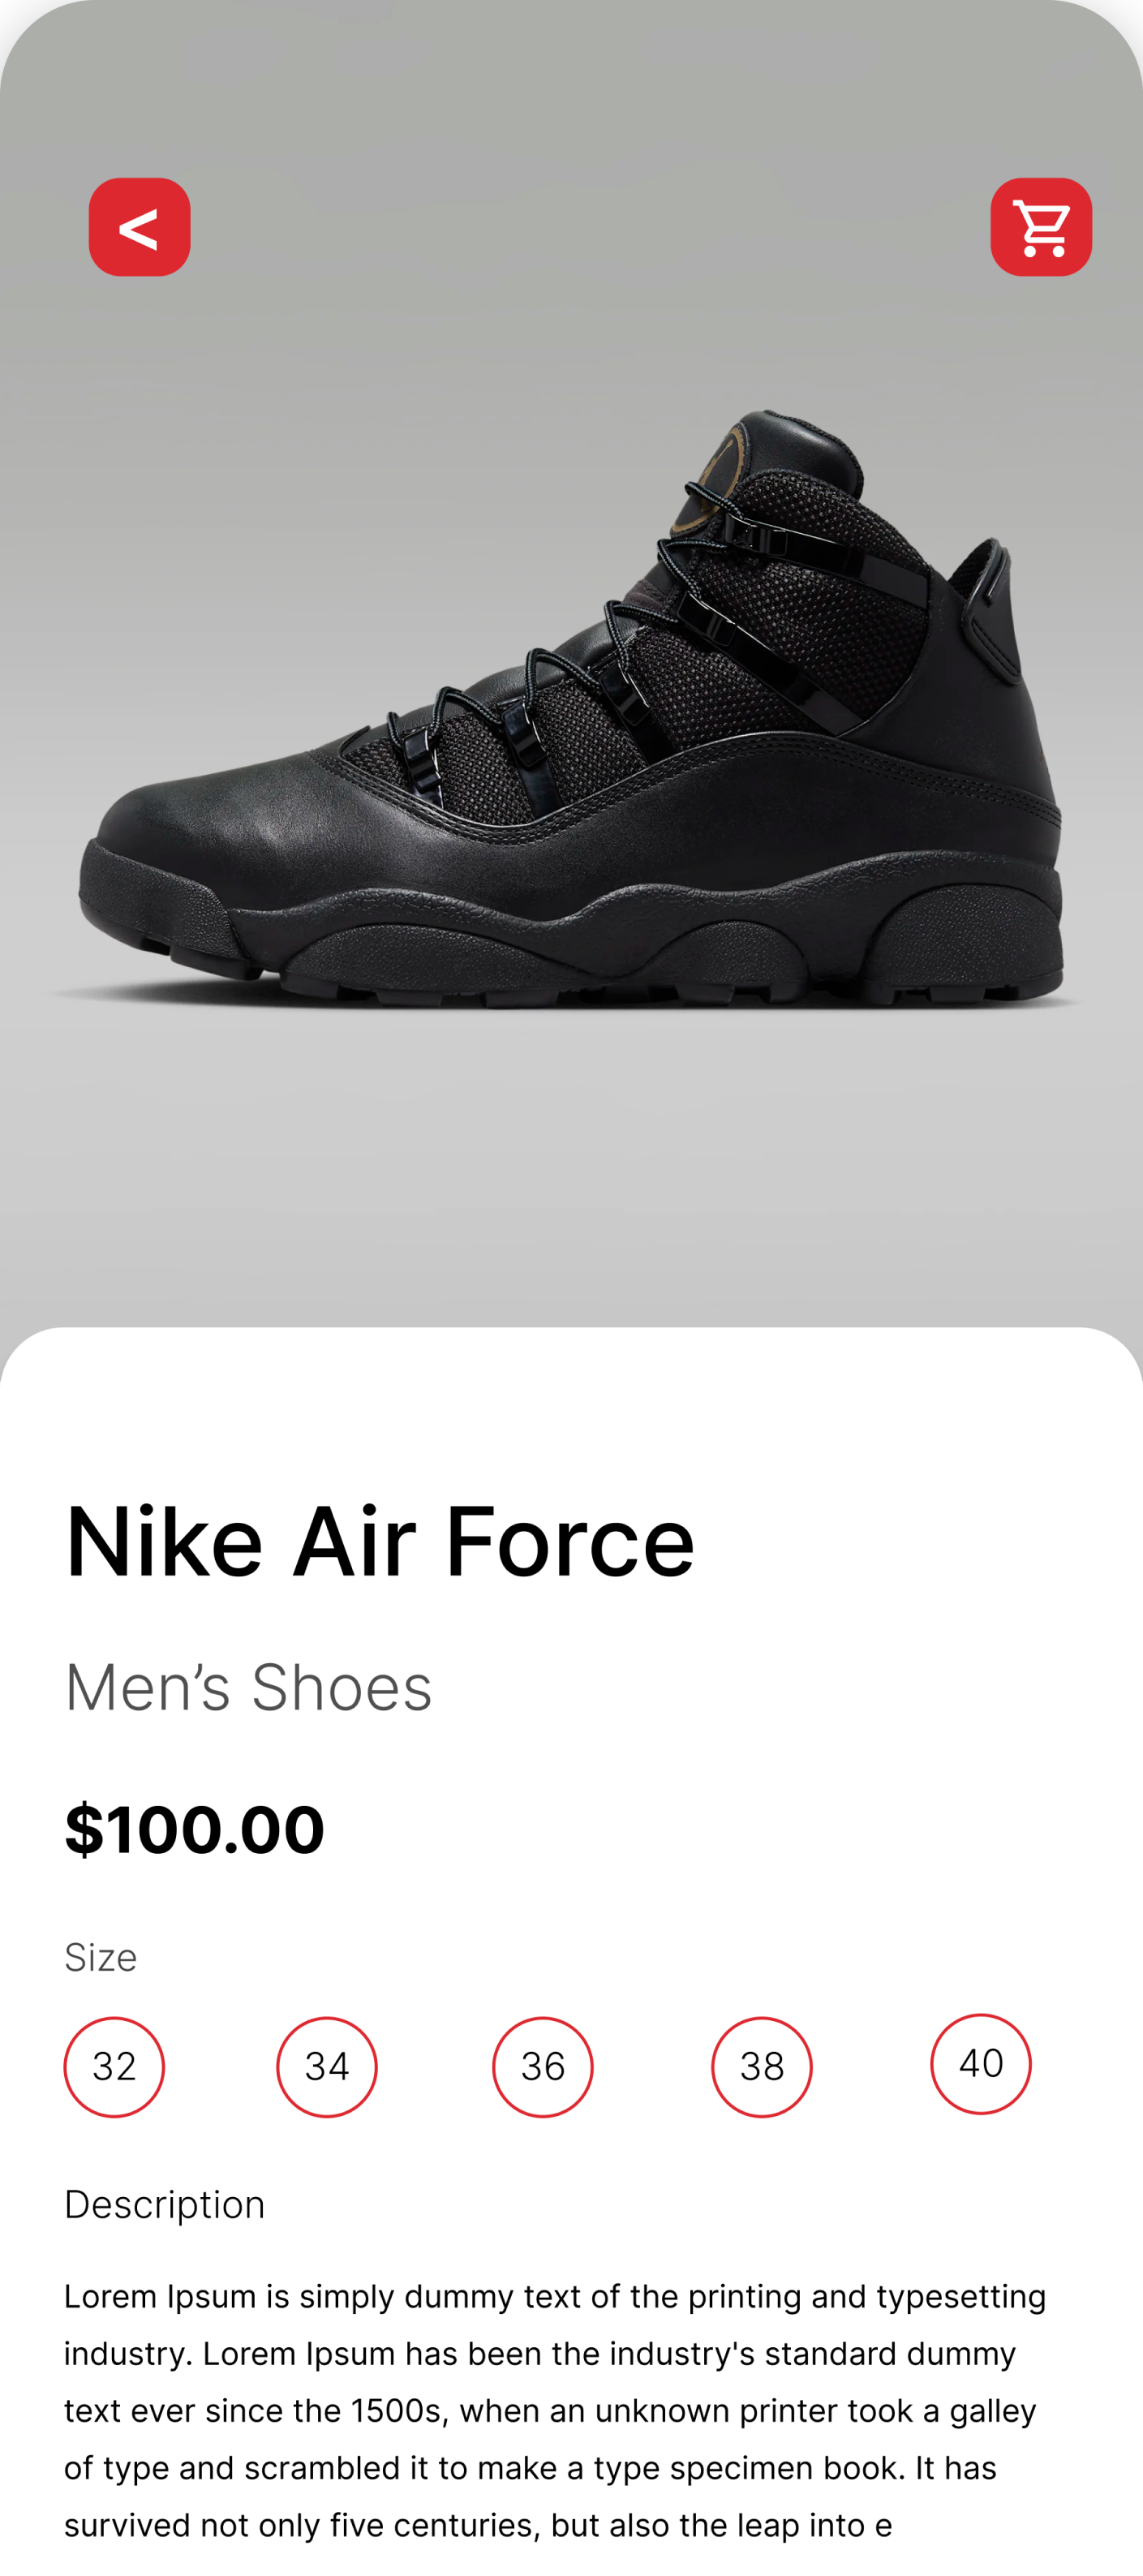 <
Nike Air Force
Men’s Shoes
$100.00
Size
32 34 36 38 40
Description
Lorem Ipsum is simply dummy text of the printing and typesetting
industry. Lorem Ipsum has been the industry's standard dummy
text ever since the 1500s, when an unknown printer took a galley
of type and scrambled it to make a type specimen book. It has
survived not only five centuries, but also the leap into e